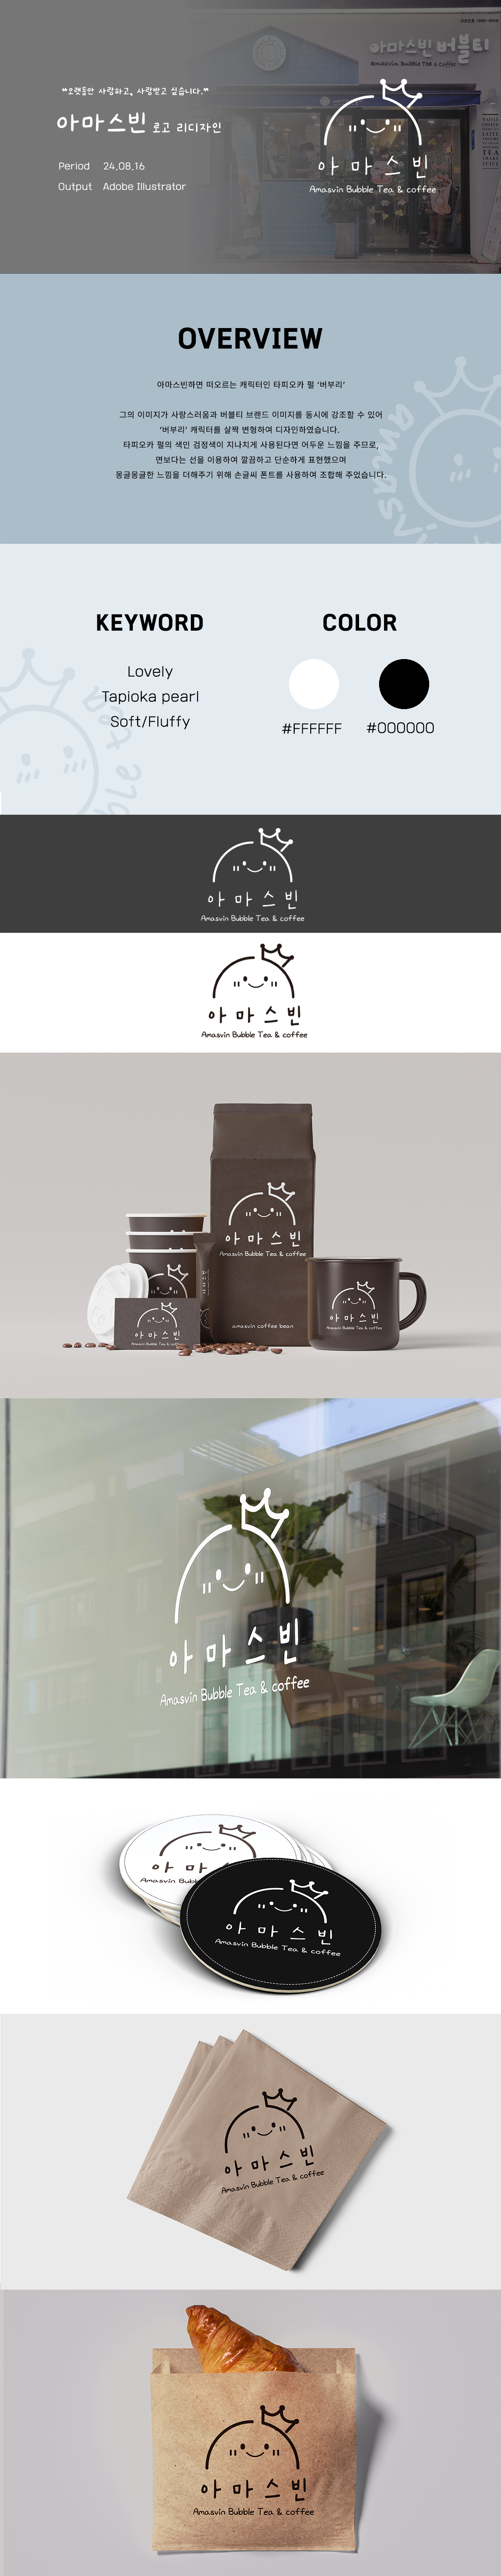 아마스빈 버블티
Amasvin Bubble Tea & Coffee
❝오랫동안 사랑하고, 사랑받고 싶습니다.❞
아마스빈 로고 리디자인
Period 24.08.16
Output Adobe Illustrator
아마스빈
Amasvin Bubble Tea & coffee
OVERVIEW
아마스빈하면 떠오르는 캐릭터인 타피오카 펄 ‘버부리’
그의 이미지가 사랑스러움과 버블티 브랜드 이미지를 동시에 강조할 수 있어
‘버부리’ 캐릭터를 살짝 변형하여 디자인하였습니다.
타피오카 펄의 색인 검정색이 지나치게 사용된다면 어두운 느낌을 주므로,
면보다는 선을 이용하여 깔끔하고 단순하게 표현했으며
몽글몽글한 느낌을 더해주기 위해 손글씨 폰트를 사용하여 조합해 주었습니다.
KEYWORD
Lovely
Tapioka pearl
Soft/Fluffy
COLOR
#FFFFFF
#000000
아마스빈
Amasvin Bubble Tea & coffee
아마스빈
Amasvin Bubble Tea & coffee
아마스빈
Amasvin Bubble Tea & coffee
amasvin coffee bean
아마스빈
Amasvin Bubble Tea & coffee
아마스빈
Amasvin Bubble Tea & coffee
아마스빈
Amasvin Bubble Tea & coffee
아마스
Amasvin Bubb
아마스빈
Amasvin Bubble Tea & coffee
아마스빈
Amasvin Bubble Tea & coffee
아마스빈
Amasvin Bubble Tea & coffee